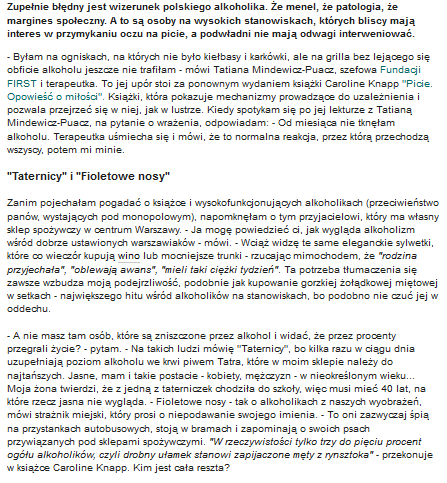 Zupełnie błędny jest wizerunek polskiego alkoholika. Że menel, że patologia, że
margines społeczny. A to są osoby na wysokich stanowiskach, których bliscy mają
interes w przymykaniu oczu na picie, a podwładni nie mają odwagi interweniować.
- Byłam na ogniskach, na których nie było kiełbasy i karkówki, ale na grilla bez lejącego się
obficie alkoholu jeszcze nie trafiłam - mówi Tatiana Mindewicz-Puacz, szefowa Fundacji
FIRST i terapeutka. To jej upór stoi za ponownym wydaniem książki Caroline Knapp "Picie.
Opowieść o miłości". Książki, która pokazuje mechanizmy prowadzące do uzależnienia i
pozwala przejrzeć się w niej, jak w lustrze. Kiedy spotykam się po jej lekturze z Tatianą
Mindewicz-Puacz, na pytanie o wrażenia, odpowiadam: - Od miesiąca nie tknęłam
alkoholu. Terapeutka uśmiecha się i mówi, że to normalna reakcja, przez którą przechodzą
wszyscy, potem mi minie.
"Taternicy" i "Fioletowe nosy"
Zanim pojechałam pogadać o książce i wysokofunkcjonujących alkoholikach (przeciwieństwo
panów, wystających pod monopolowym), napomknęłam o tym przyjacielowi, który ma własny
sklep spożywczy w centrum Warszawy. - Ja mogę powiedzieć ci, jak wygląda alkoholizm
wśród dobrze ustawionych warszawiaków - mówi. - Wciąż widzę te same eleganckie sylwetki,
które co wieczór kupują wino lub mocniejsze trunki - rzucając mimochodem, że "rodzina
przyjechała", "oblewają awans", "mieli taki ciężki tydzień". Ta potrzeba tłumaczenia się
zawsze wzbudza moją podejrzliwość, podobnie jak kupowanie gorzkiej żołądkowej miętowej
w setkach - największego hitu wśród alkoholików na stanowiskach, bo podobno nie czuć jej w
oddechu.
- A nie masz tam osób, które są zniszczone przez alkohol i widać, że przez procenty
przegrali życie? - pytam. - Na takich ludzi mówię "Taternicy", bo kilka razu w ciągu dnia
uzupełniają poziom alkoholu we krwi piwem Tatra, które w moim sklepie należy do
najtańszych. Jasne, mam i takie postacie - kobiety, mężczyzn - w nieokreślonym wieku...
Moja żona twierdzi, że z jedną z taterniczek chodziła do szkoły, więc musi mieć 40 lat, na
które rzecz jasna nie wygląda. - Fioletowe nosy - tak o alkoholikach z naszych wyobrażeń,
mówi strażnik miejski, który prosi o niepodawanie swojego imienia. - To oni zazwyczaj śpią
na przystankach autobusowych, stoją w bramach i zapominają o swoich psach
przywiązanych pod sklepami spożywczymi. "W rzeczywistości tylko trzy do pięciu procent
ogółu alkoholików, czyli drobny ułamek stanowi zapijaczone męty z rynsztoka" - przekonuje
w książce Caroline Knapp. Kim jest cała reszta?